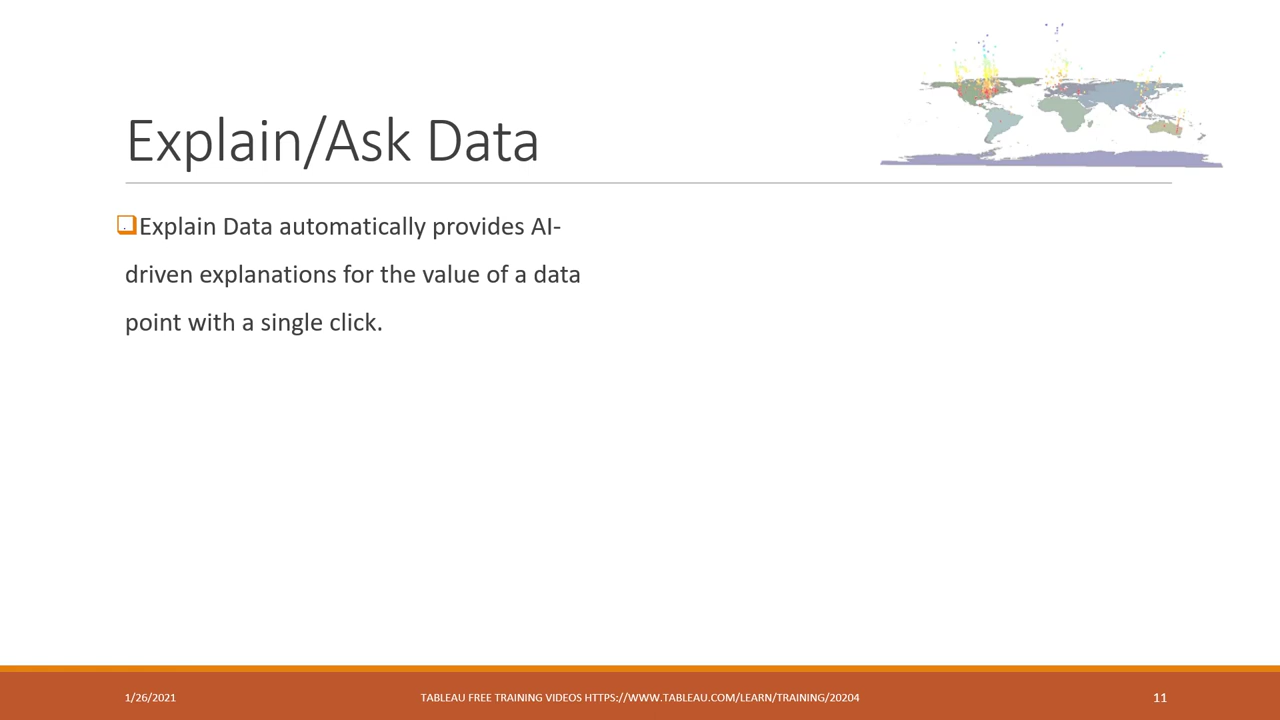 Explain/Ask Data
Explain Data automatically provides AI-
driven explanations for the value of a data
point with a single click.
1/26/2021
TABLEAU FREE TRAINING VIDEOS HTTPS://WWW.TABLEAU.COM/LEARN/TRAINING/20204
11